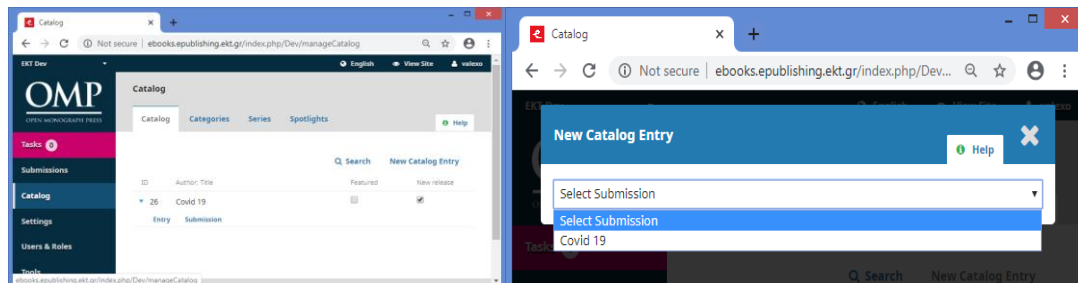 Catalog
Not secure | ebooks.epublishing.ekt.gr/index.php/Dev/manageCatalog
EKT Dev
English View Site valexo
OMP
OPEN MONOGRAPH PRESS
Catalog
Catalog Categories Series Spotlights
Help
Tasks 0
Submissions
Catalog
Settings
Users & Roles
Tools
Search New Catalog Entry
ID Author; Title Featured New release
26 Covid 19
Entry Submission
ebooks.epublishing.ekt.gr/index.php/Dev/manageCatalog
Catalog
Not secure | ebooks.epublishing.ekt.gr/index.php/Dev...
New Catalog Entry
Help
Select Submission
Select Submission
Covid 19
Tasks
Search New Catalog Entry